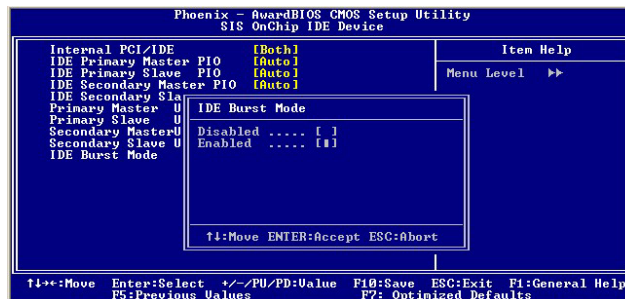 Phoenix - AwardBIOS CMOS Setup Utility
SIS OnChip IDE Device
Internal PCI/IDE [Both]
IDE Primary Master PIO [Auto]
IDE Primary Slave PIO [Auto]
IDE Secondary Master PIO [Auto]
IDE Secondary Sla
Primary Master U
Primary Slave U
Secondary MasterU
Secondary Slave U
IDE Burst Mode
Item Help
Menu Level ▸▸
IDE Burst Mode
Disabled ..... [ ]
Enabled ..... [■]
↑↓:Move ENTER:Accept ESC:Abort
↑↓→←:Move Enter:Select +/-/PU/PD:Value F10:Save ESC:Exit F1:General Help
F5:Previous Values F7: Optimized Defaults